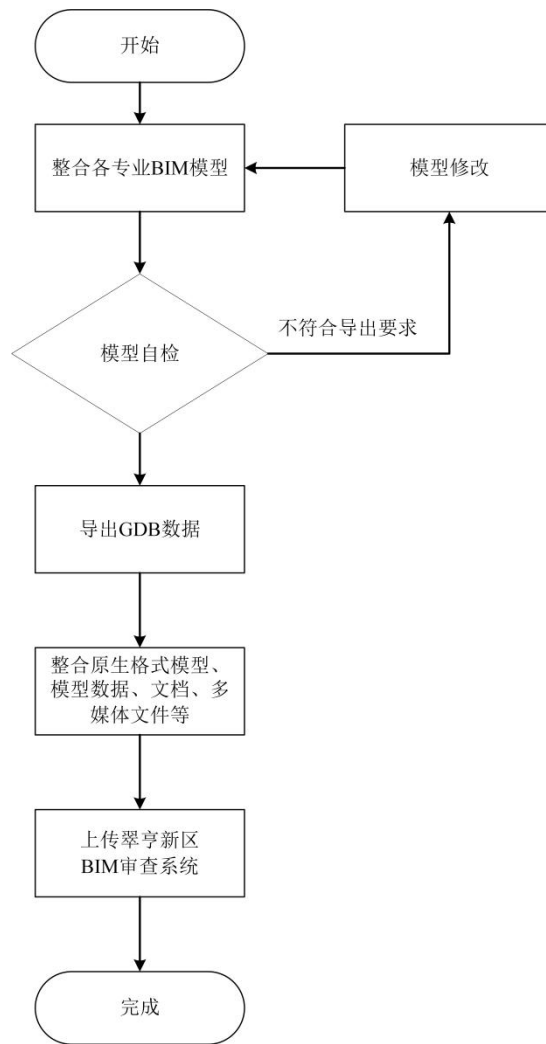 开始
整合各专业BIM模型
模型修改
模型自检
不符合导出要求
导出GDB数据
整合原生格式模型、
模型数据、文档、多
媒体文件等
上传翠亨新区
BIM审查系统
完成